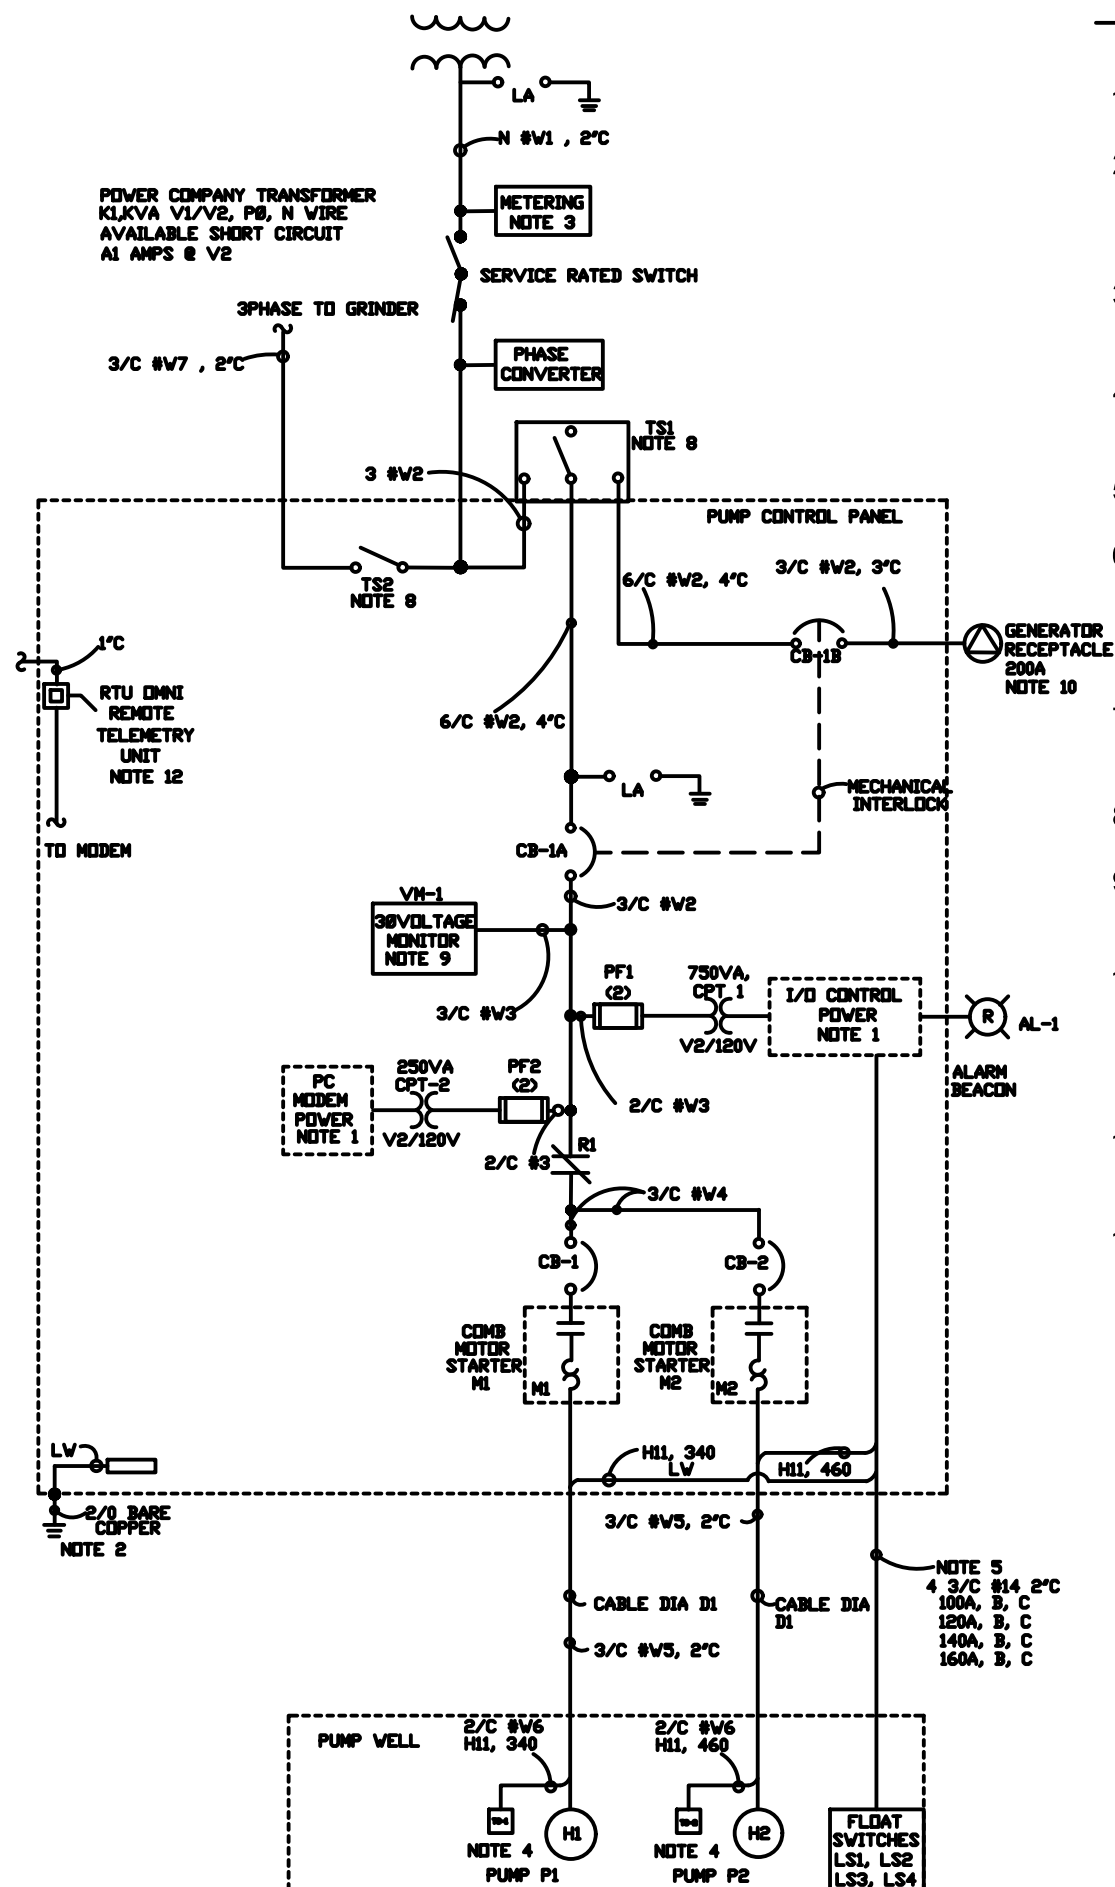 LA
N #W1 , 2"C
POWER COMPANY TRANSFORMER
K1,KVA V1/V2, PØ, N WIRE
AVAILABLE SHORT CIRCUIT
A1 AMPS @ V2
METERING
NOTE 3
SERVICE RATED SWITCH
3PHASE TO GRINDER
3/C #W7 , 2"C
PHASE
CONVERTER
TS1
NOTE 8
3 #W2
PUMP CONTROL PANEL
TS2
NOTE 8
6/C #W2, 4"C
3/C #W2, 3"C
CB-1B
GENERATOR
RECEPTACLE
200A
NOTE 10
1"C
RTU OMNI
REMOTE
TELEMETRY
UNIT
NOTE 12
TO MODEM
6/C #W2, 4"C
LA
MECHANICAL
INTERLOCK
CB-1A
3/C #W2
VM-1
3ØVOLTAGE
MONITOR
NOTE 9
3/C #W3
PF1
(2)
750VA,
CPT 1
V2/120V
I/O CONTROL
POWER
NOTE 1
R
AL-1
ALARM
BEACON
2/C #W3
PC
MODEM
POWER
NOTE 1
250VA
CPT-2
V2/120V
PF2
(2)
2/C #3
R1
3/C #W4
CB-1
CB-2
COMB
MOTOR
STARTER
M1
M1
COMB
MOTOR
STARTER
M2
M2
LW
2/0 BARE
COPPER
NOTE 2
H11, 340
LW
H11, 460
3/C #W5, 2"C
NOTE 5
4 3/C #14 2"C
100A, B, C
120A, B, C
140A, B, C
160A, B, C
CABLE DIA D1
CABLE DIA
D1
3/C #W5, 2"C
PUMP WELL
2/C #W6
H11, 340
2/C #W6
H11, 460
NOTE 4
H1
PUMP P1
NOTE 4
H2
PUMP P2
FLOAT
SWITCHES
LS1, LS2
LS3, LS4